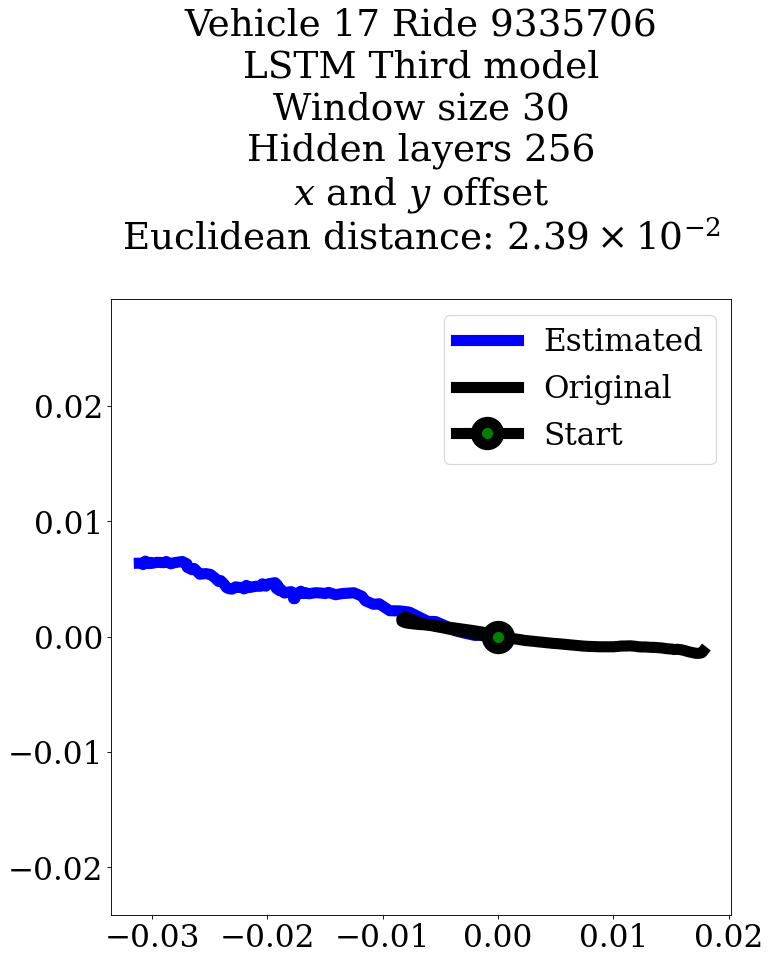 Vehicle 17 Ride 9335706
LSTM Third model
Window size 30
Hidden layers 256
x and y offset
Euclidean distance: 2.39 × 10⁻²
Estimated
Original
Start
0.02
0.01
0.00
−0.01
−0.02
−0.03 −0.02 −0.01 0.00 0.01 0.02